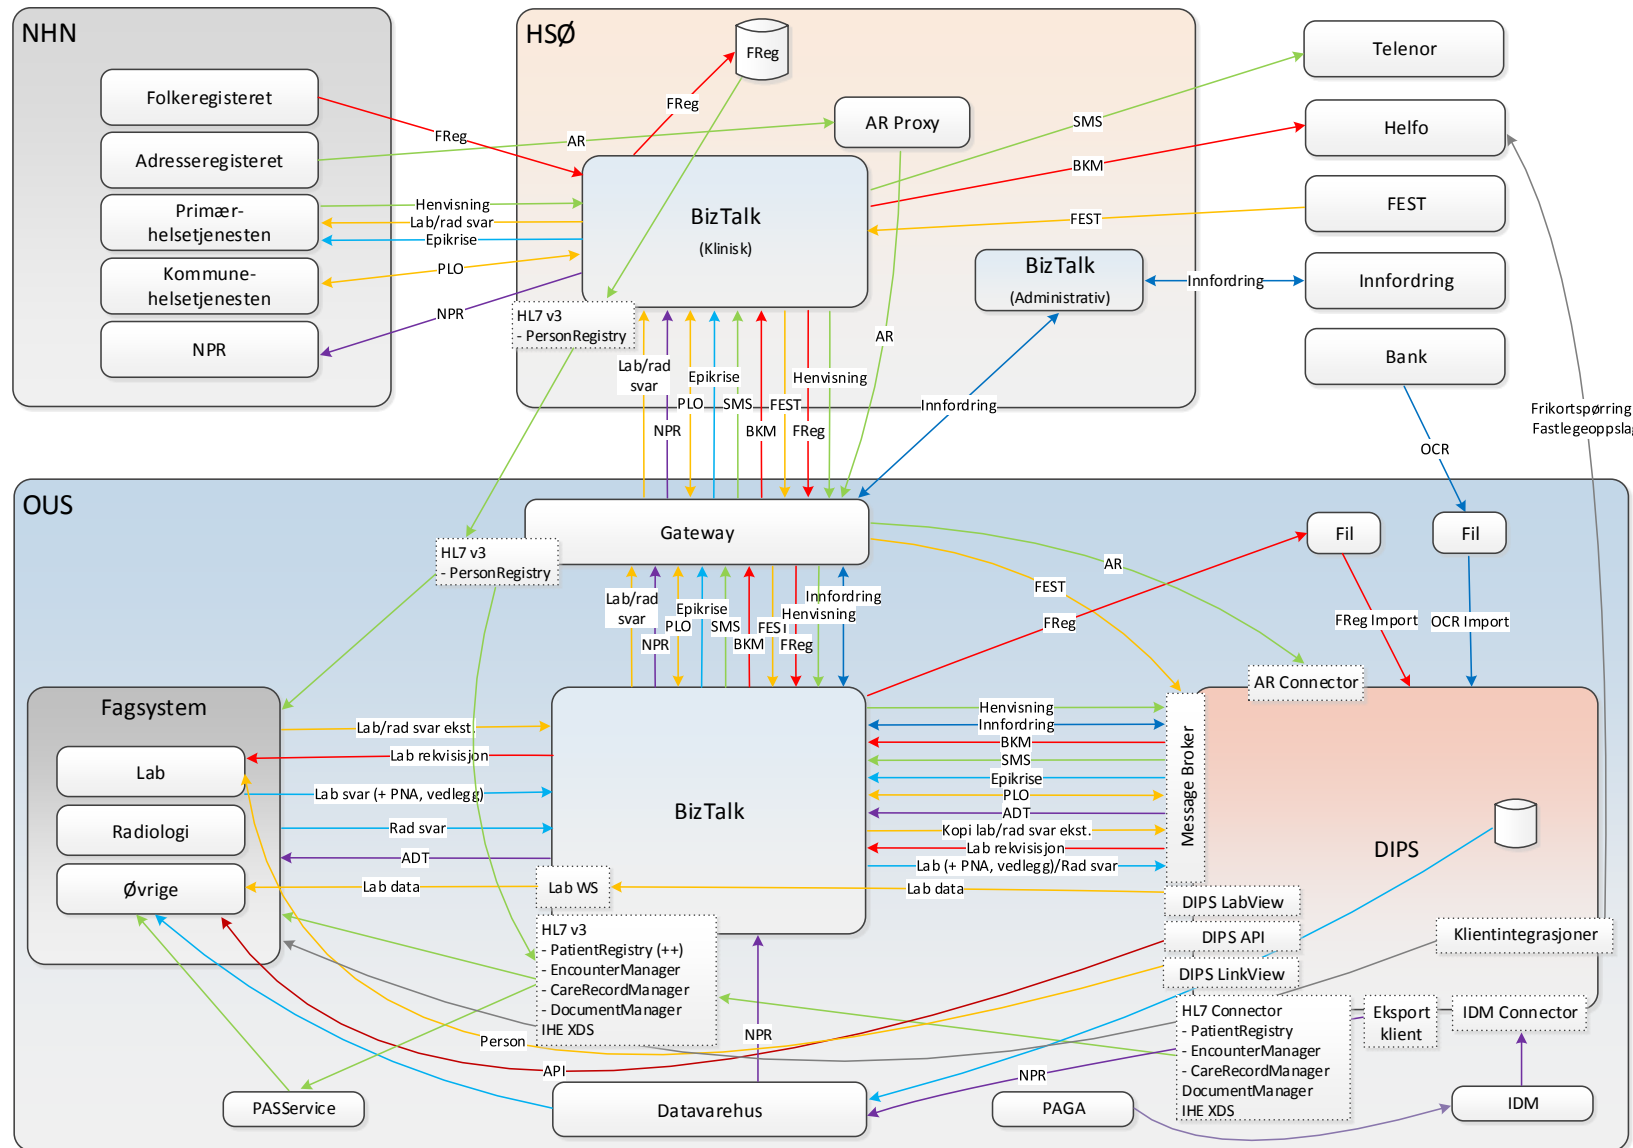 NHN
Folkeregisteret
Adresseregisteret
Primær-
helsetjenesten
Kommune-
helsetjenesten
NPR
FReg
AR
Henvisning
Lab/rad svar
Epikrise
PLO
NPR
HSØ
FReg
FReg
AR Proxy
BizTalk
(Klinisk)
HL7 v3
- PersonRegistry
BizTalk
(Administrativ)
SMS
BKM
FEST
Innfordring
AR
Innfordring
Telenor
Helfo
FEST
Innfordring
Bank
OCR
Frikortspørring
Fastlegeoppslag
Lab/rad
svar
NPR
PLO
Epikrise
SMS
BKM
FEST
FReg
Henvisning
OUS
Gateway
HL7 v3
- PersonRegistry
Fil
Fil
AR
FEST
FReg
FReg Import
OCR Import
Lab/rad
svar
NPR
PLO
Epikrise
SMS
BKM
FEST
FReg
Henvisning
Innfordring
Fagsystem
Lab
Radiologi
Øvrige
Lab/rad svar ekst.
Lab rekvisisjon
Lab svar (+ PNA, vedlegg)
Rad svar
ADT
Lab data
BizTalk
Lab WS
HL7 v3
- PatientRegistry (++)
- EncounterManager
- CareRecordManager
- DocumentManager
IHE XDS
Henvisning
Innfordring
BKM
SMS
Epikrise
PLO
ADT
Kopi lab/rad svar ekst.
Lab rekvisisjon
Lab (+ PNA, vedlegg)/Rad svar
Lab data
Message Broker
AR Connector
DIPS
DIPS LabView
DIPS API
DIPS LinkView
Klientintegrasjoner
HL7 Connector
- PatientRegistry
- EncounterManager
- CareRecordManager
DocumentManager
IHE XDS
Eksport
klient
IDM Connector
Person
API
NPR
NPR
PASService
Datavarehus
PAGA
IDM